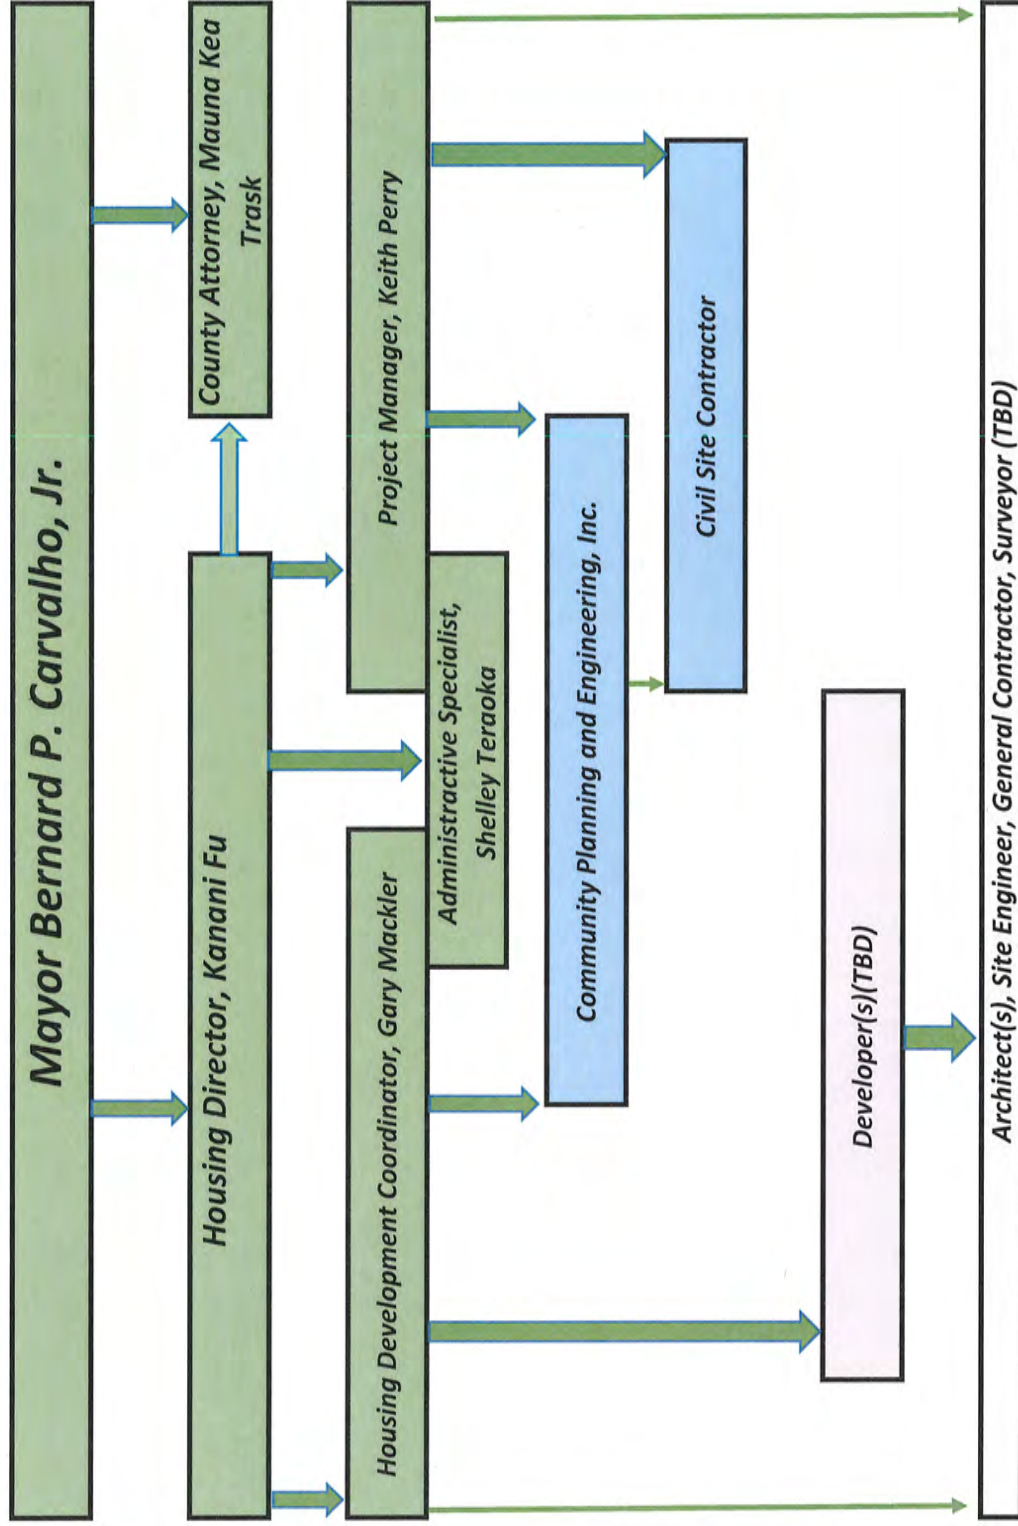 Mayor Bernard P. Carvalho, Jr.
Housing Director, Kanani Fu
County Attorney, Mauna Kea
Trask
Housing Development Coordinator, Gary Mackler
Project Manager, Keith Perry
Administractive Specialist,
Shelley Teraoka
Community Planning and Engineering, Inc.
Civil Site Contractor
Developer(s)(TBD)
Architect(s), Site Engineer, General Contractor, Surveyor (TBD)